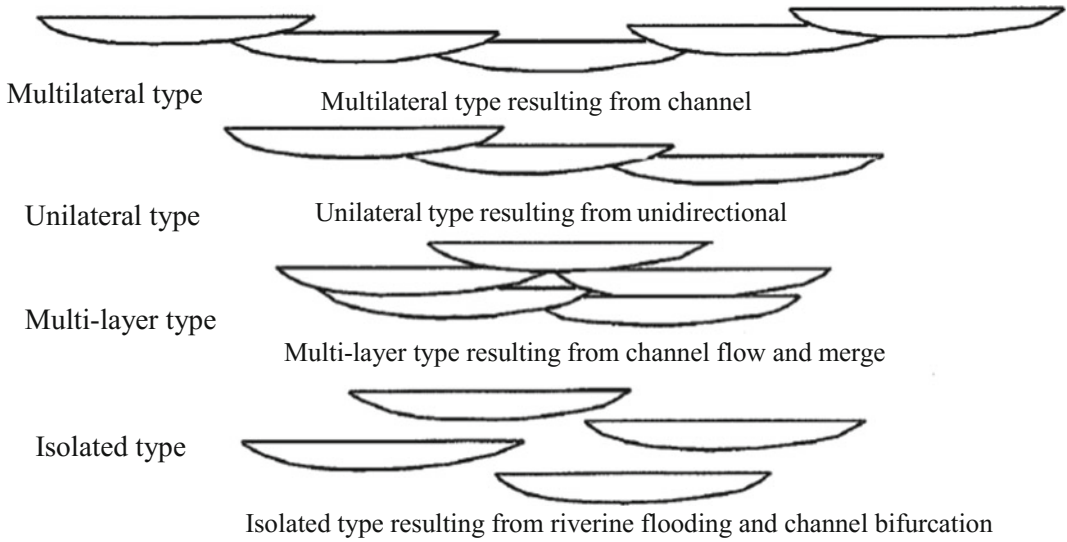 Multilateral type
Multilateral type resulting from channel
Unilateral type
Unilateral type resulting from unidirectional
Multi-layer type
Multi-layer type resulting from channel flow and merge
Isolated type
Isolated type resulting from riverine flooding and channel bifurcation